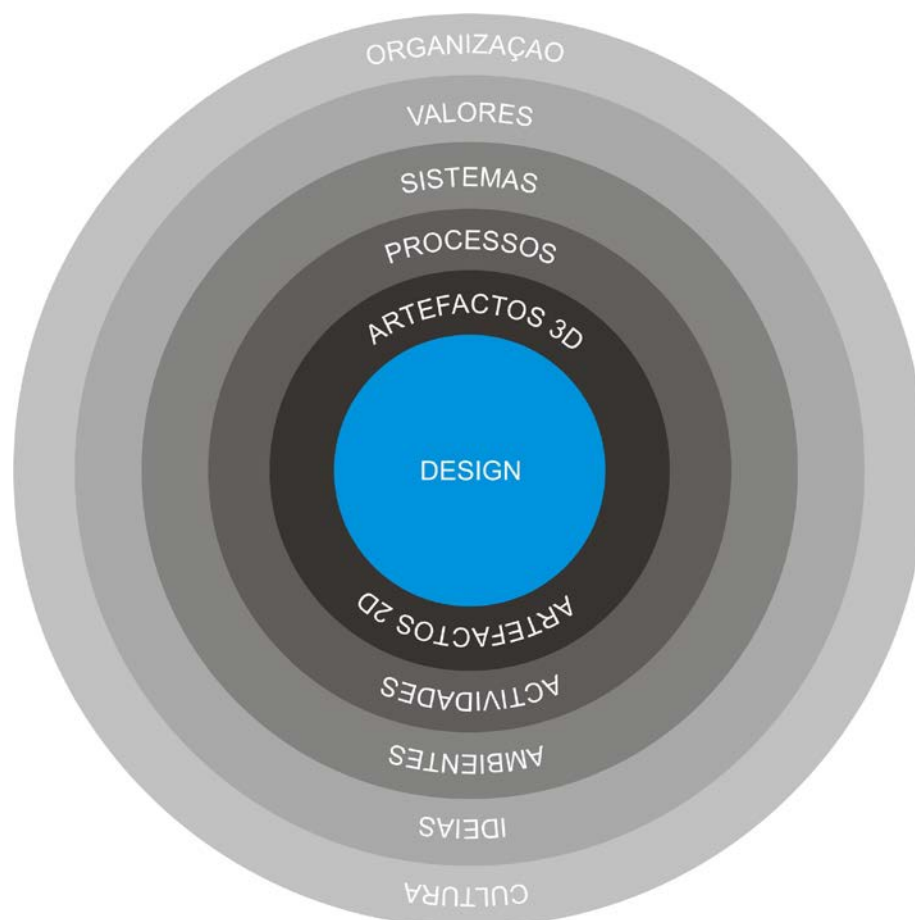 ORGANIZAÇAO
VALORES
SISTEMAS
PROCESSOS
ARTEFACTOS 3D
DESIGN
ARTEFACTOS 2D
ACTIVIDADES
AMBIENTES
IDEIAS
CULTURA